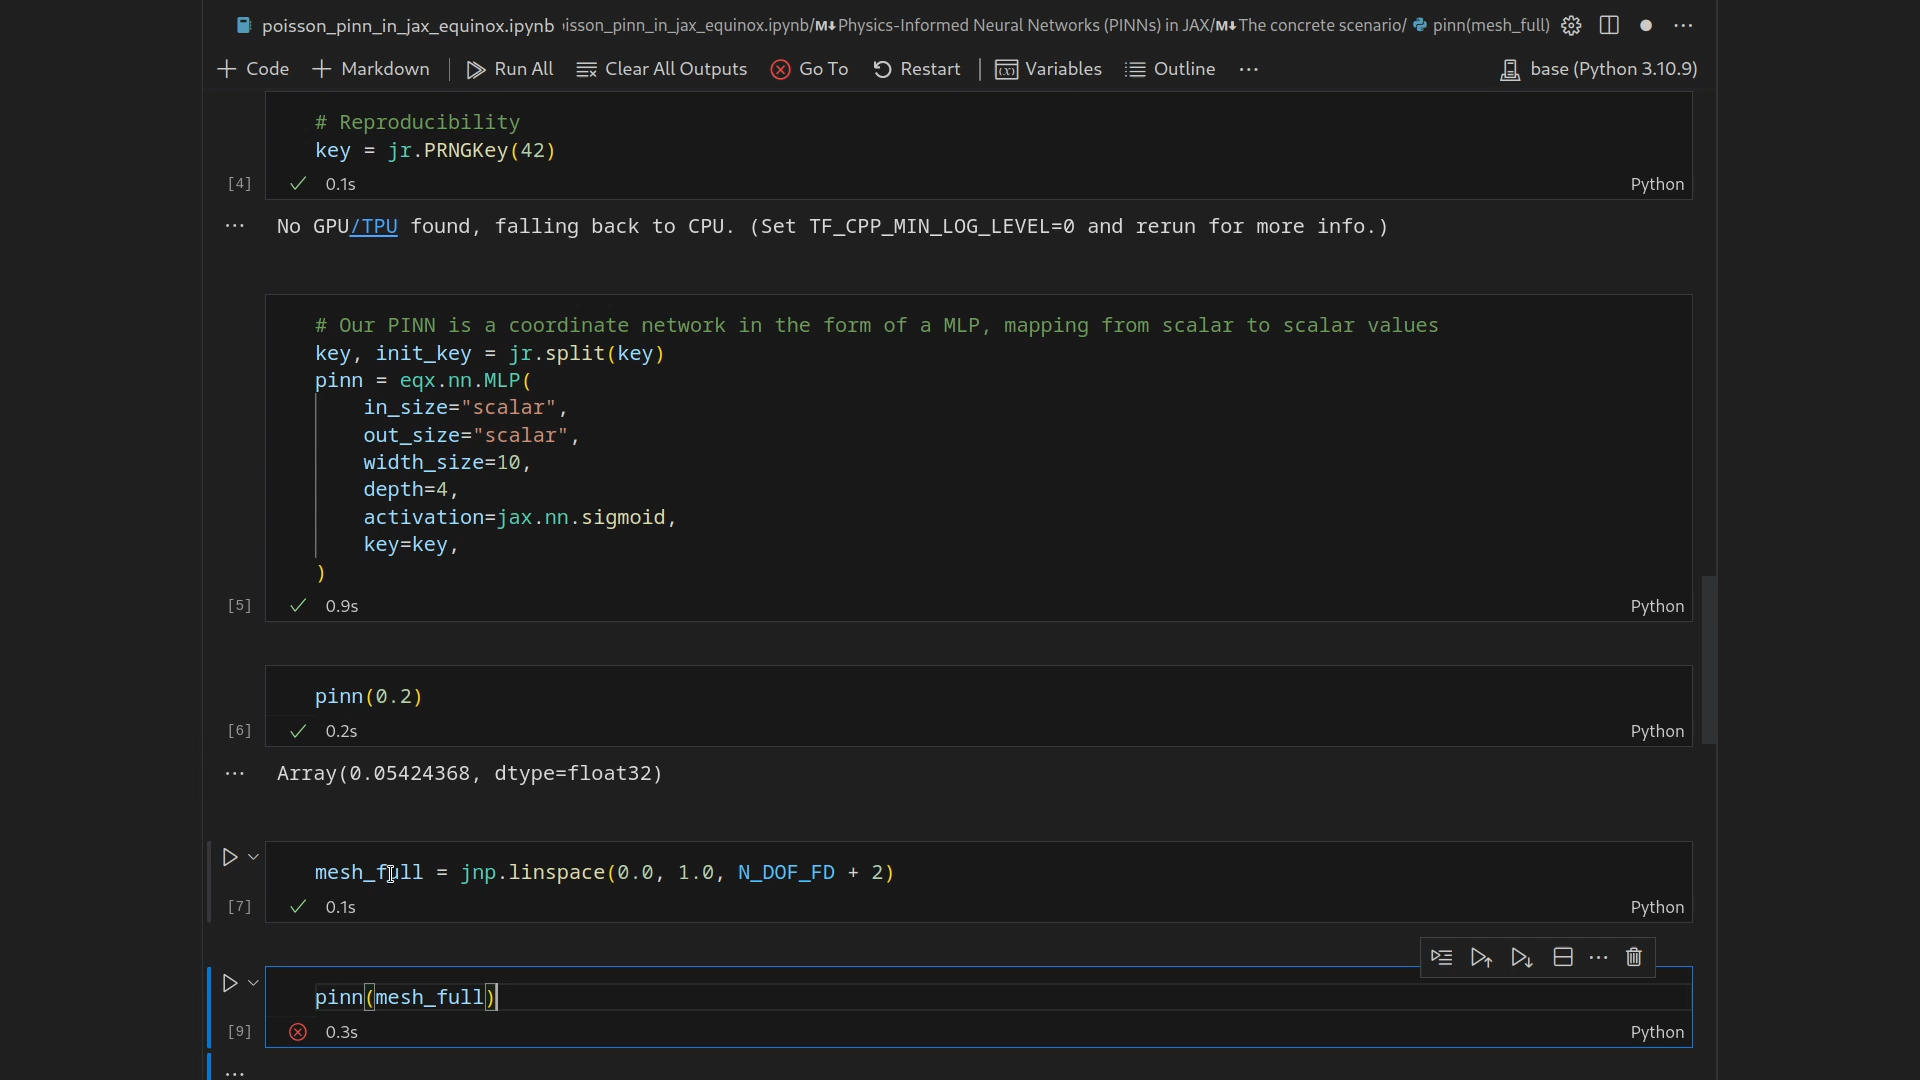 poisson_pinn_in_jax_equinox.ipynb isson_pinn_in_jax_equinox.ipynb/M↓Physics-Informed Neural Networks (PINNs) in JAX/M↓The concrete scenario/ pinn(mesh_full)
Code Markdown Run All Clear All Outputs Go To Restart (x) Variables Outline base (Python 3.10.9)
# Reproducibility
key = jr.PRNGKey(42)
[4] 0.1s Python
No GPU/TPU found, falling back to CPU. (Set TF_CPP_MIN_LOG_LEVEL=0 and rerun for more info.)
# Our PINN is a coordinate network in the form of a MLP, mapping from scalar to scalar values
key, init_key = jr.split(key)
pinn = eqx.nn.MLP(
in_size="scalar",
out_size="scalar",
width_size=10,
depth=4,
activation=jax.nn.sigmoid,
key=key,
)
[5] 0.9s Python
pinn(0.2)
[6] 0.2s Python
Array(0.05424368, dtype=float32)
mesh_full = jnp.linspace(0.0, 1.0, N_DOF_FD + 2)
[7] 0.1s Python
pinn(mesh_full)
[9] 0.3s Python